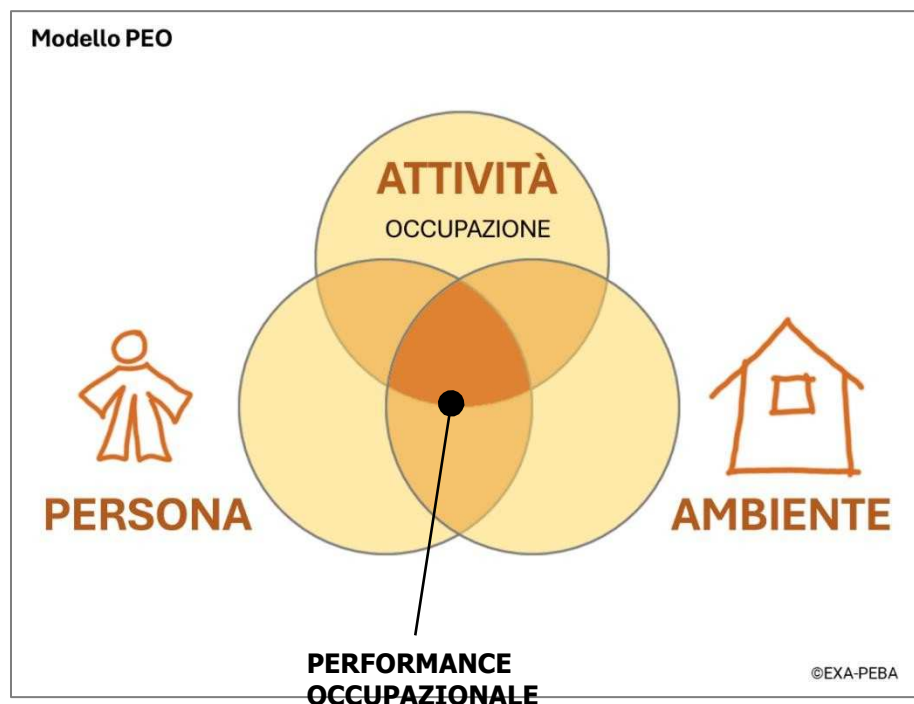 Modello PEO
ATTIVITÀ
OCCUPAZIONE
PERSONA
AMBIENTE
PERFORMANCE
OCCUPAZIONALE
©EXA-PEBA